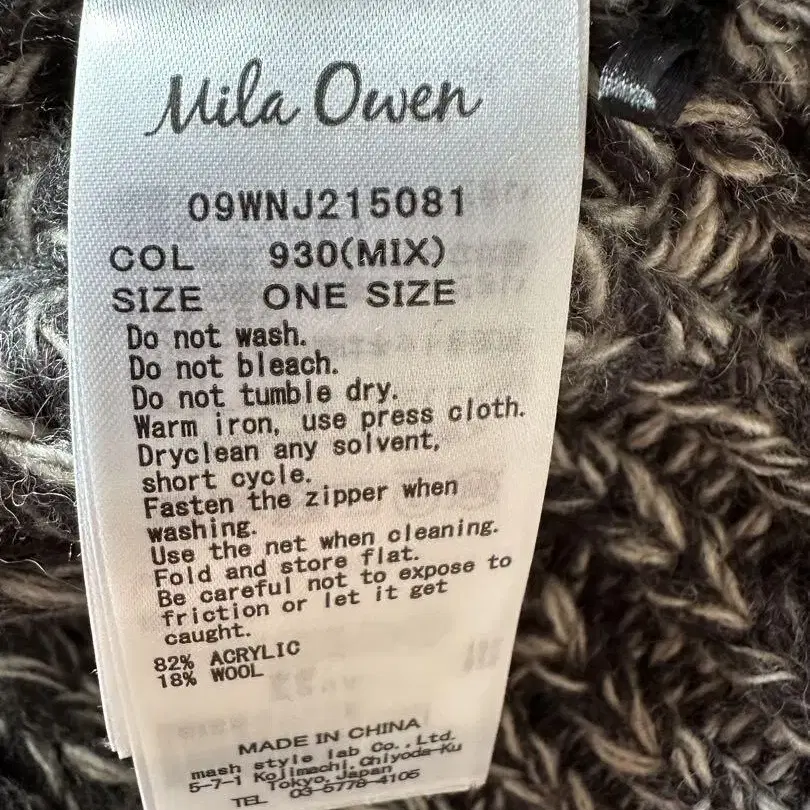 Mila Owen
09WNJ215081
COL 930(MIX)
SIZE ONE SIZE
Do not wash.
Do not bleach.
Do not tumble dry.
Warm iron, use press cloth.
Dryclean any solvent,
short cycle.
Fasten the zipper when
washing.
Use the net when cleaning.
Fold and store flat.
Be careful not to expose to
friction or let it get
caught.
82% ACRYLIC
18% WOOL
MADE IN CHINA
mash style lab Co.,Ltd.
5-7-1 Kojimachi,Chiyoda-Ku
Tokyo,Japan
TEL 03-5778-4105